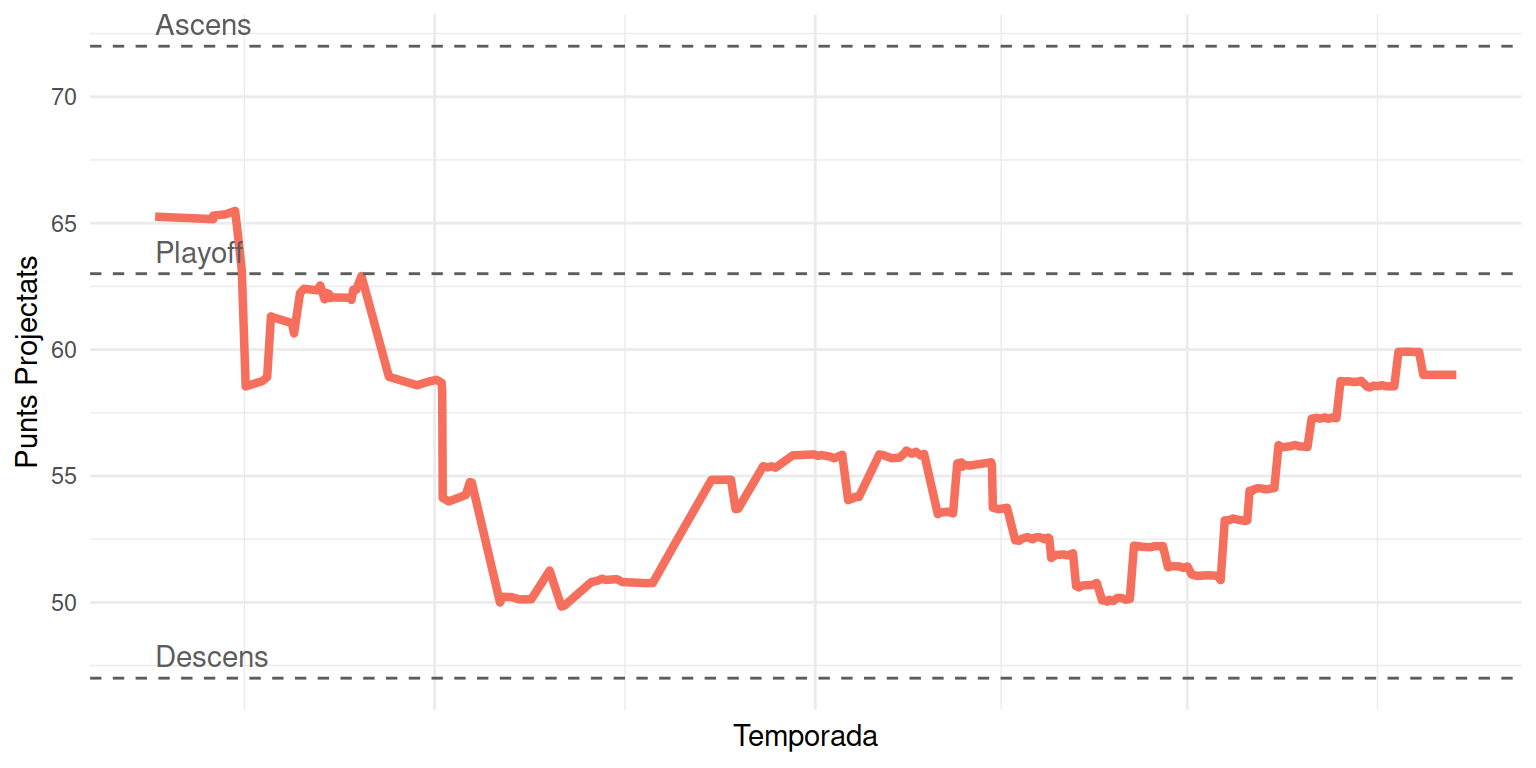 Ascens
70
65
Playoff
60
55
50
Descens
Punts Projectats
Temporada